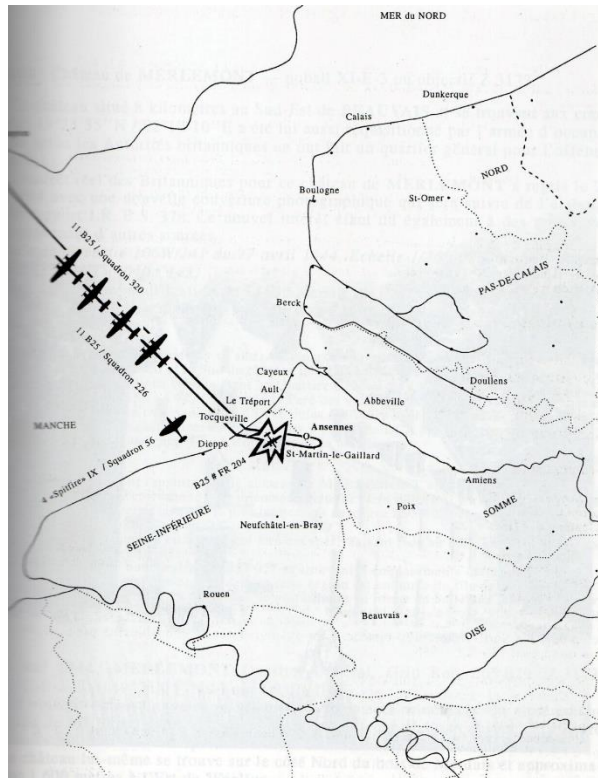 MER du NORD
Dunkerque
Calais
NORD
Boulogne
St-Omer
11 B25 / Squadron 320
PAS-DE-CALAIS
Berck
11 B25 / Squadron 226
Cayeux
Doullens
Ault
Le Tréport
Abbeville
Tocqueville
MANCHE
Ansennes
Dieppe
St-Martin-le-Gaillard
4 «Spitfire» IX / Squadron 56
B25 # FR 204
Amiens
SOMME
Poix
Neufchâtel-en-Bray
SEINE-INFÉRIEURE
Rouen
Beauvais
OISE